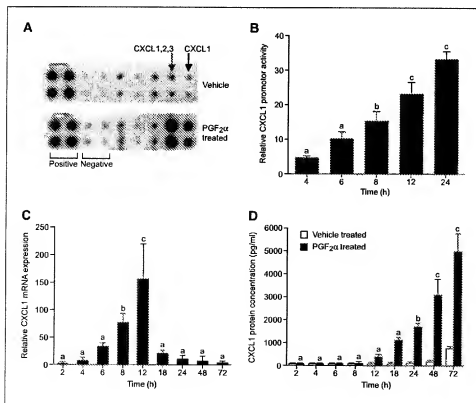 A
CXCL1,2,3 CXCL1
Vehicle
PGF2α
treated
Positive Negative
B
Relative CXCL1 promotor activity
40
30
20
10
0
a a b c c
4 6 8 12 24
Time (h)
C
Relative CXCL1 mRNA expression
250
200
150
100
50
0
a a a b c a a a a
2 4 6 8 12 18 24 48 72
Time (h)
D
Vehicle treated
PGF2α treated
CXCL1 protein concentration (pg/ml)
6000
5000
4000
3000
2000
1000
0
a a a a a a a c c
2 4 6 8 12 18 24 48 72
Time (h)